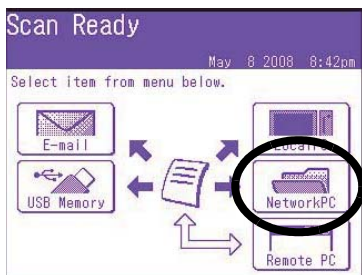 Scan Ready
May 8 2008 8:42pm
Select item from menu below.
E-mail
USB Memory
NetworkPC
Remote PC